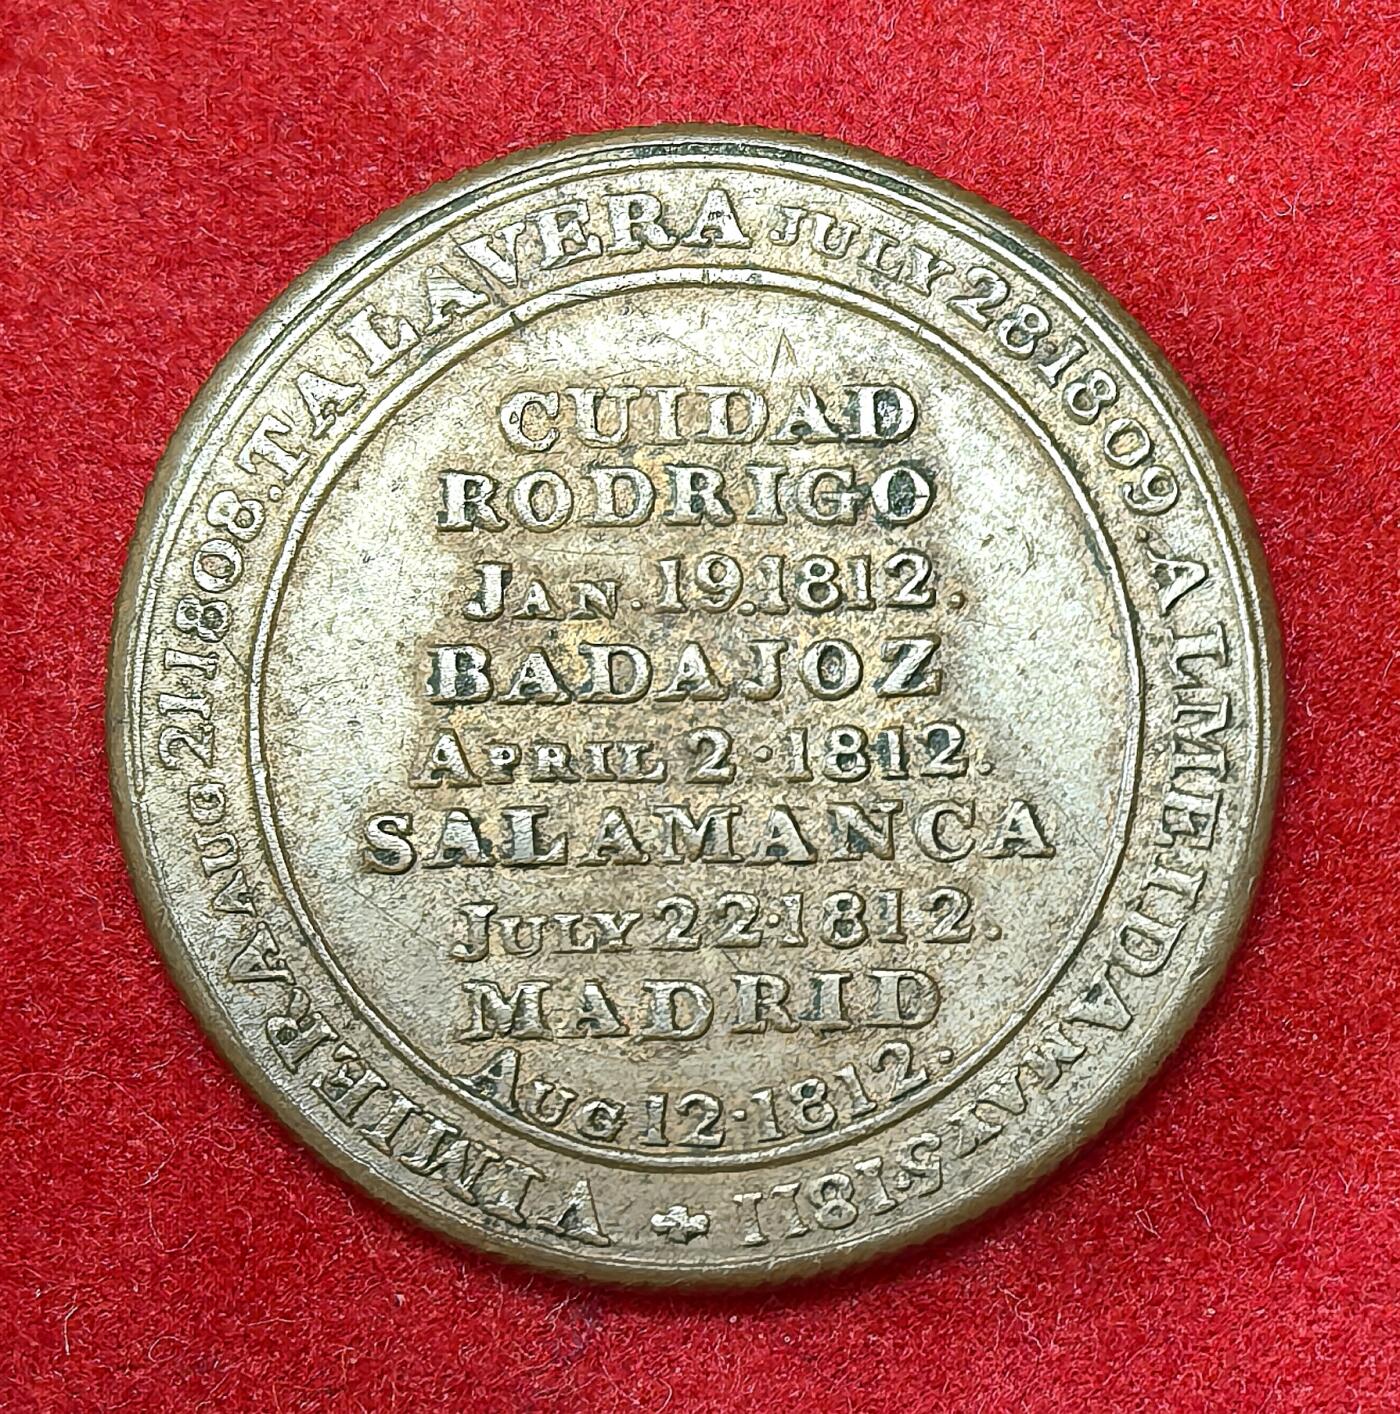 VIMIERA.AUG 21 1808.TALAVERA JULY 28·1809.ALMEIDA MAY 5·1811
CUIDAD
RODRIGO
JAN.19.1812.
BADAJOZ
APRIL 2·1812.
SALAMANCA
JULY 22·1812.
MADRID
AUG 12·1812.